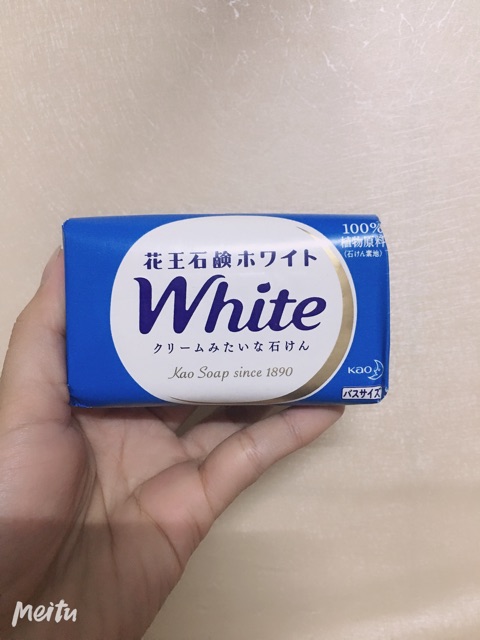 花王石鹸ホワイト
White
クリームみたいな石けん
Kao Soap since 1890
100%
植物原料
(石けん素地)
Kao
バスサイズ
Meitu